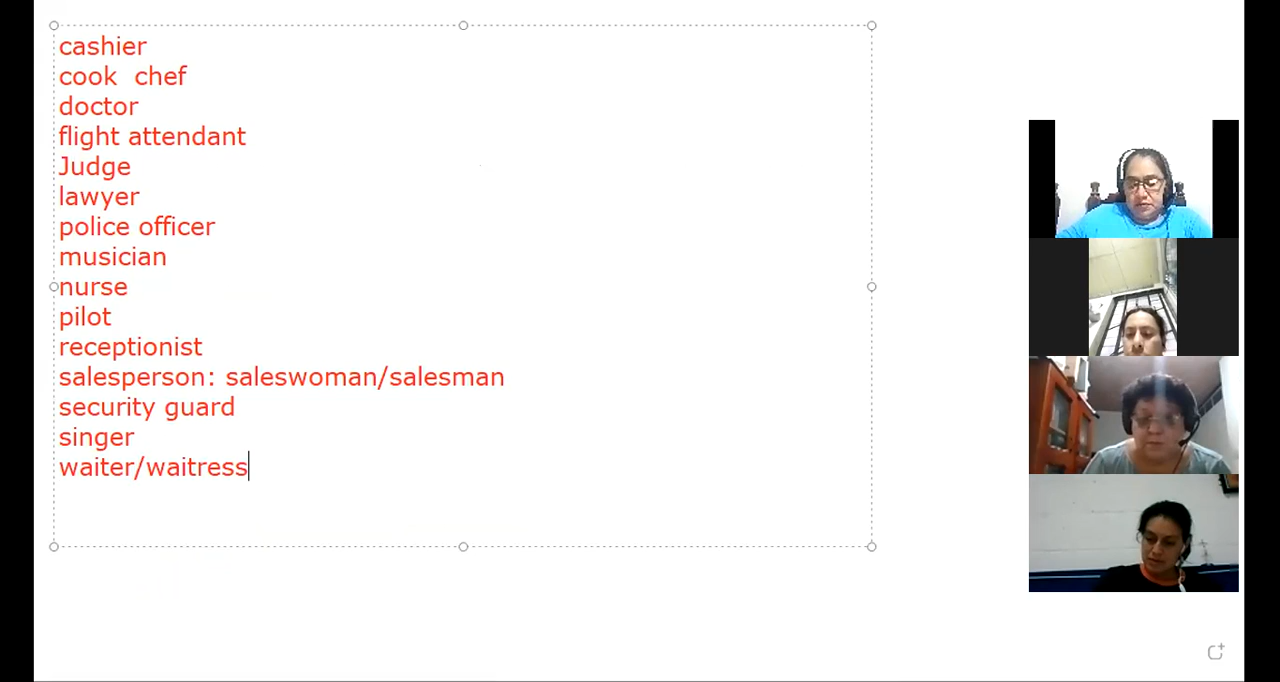 cashier
cook  chef
doctor
flight attendant
Judge
lawyer
police officer
musician
nurse
pilot
receptionist
salesperson: saleswoman/salesman
security guard
singer
waiter/waitress